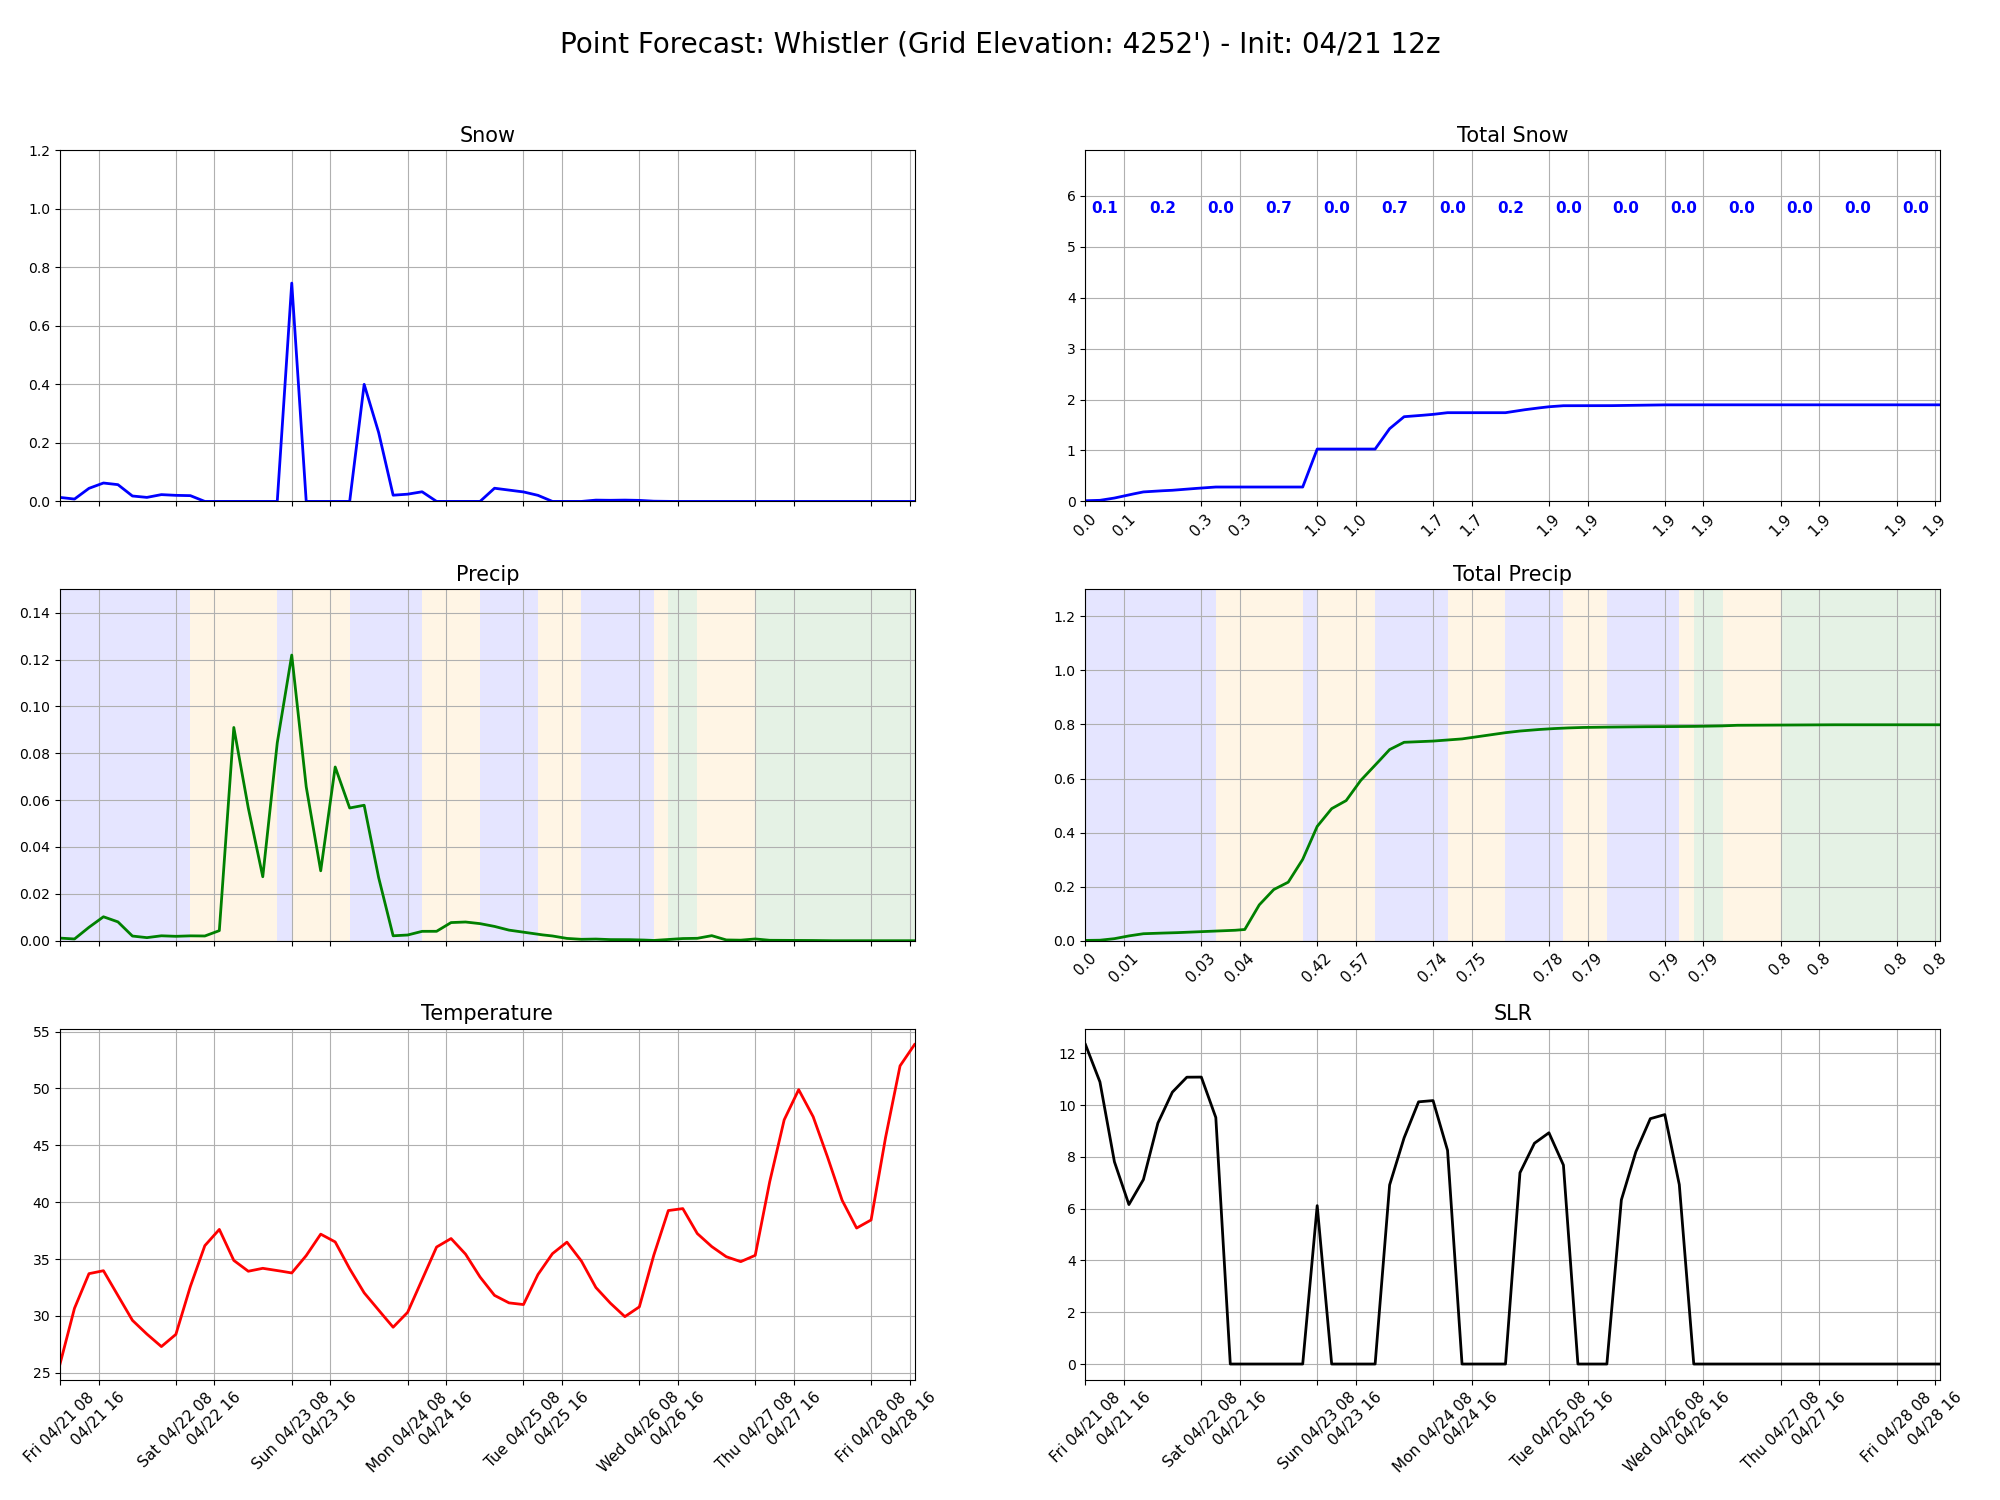 Point Forecast: Whistler (Grid Elevation: 4252') - Init: 04/21 12z
Snow
1.2
1.0
0.8
0.6
0.4
0.2
0.0
Total Snow
6
5
4
3
2
1
0
0.1 0.2 0.0 0.7 0.0 0.7 0.0 0.2 0.0 0.0 0.0 0.0 0.0 0.0 0.0
0.0 0.1 0.3 0.3 1.0 1.0 1.7 1.7 1.9 1.9 1.9 1.9 1.9 1.9 1.9 1.9
Precip
0.14
0.12
0.10
0.08
0.06
0.04
0.02
0.00
Total Precip
1.2
1.0
0.8
0.6
0.4
0.2
0.0
0.0 0.01 0.03 0.04 0.42 0.57 0.74 0.75 0.78 0.79 0.79 0.79 0.8 0.8 0.8 0.8
Temperature
55
50
45
40
35
30
25
Fri 04/21 08
04/21 16
Sat 04/22 08
04/22 16
Sun 04/23 08
04/23 16
Mon 04/24 08
04/24 16
Tue 04/25 08
04/25 16
Wed 04/26 08
04/26 16
Thu 04/27 08
04/27 16
Fri 04/28 08
04/28 16
SLR
12
10
8
6
4
2
0
Fri 04/21 08
04/21 16
Sat 04/22 08
04/22 16
Sun 04/23 08
04/23 16
Mon 04/24 08
04/24 16
Tue 04/25 08
04/25 16
Wed 04/26 08
04/26 16
Thu 04/27 08
04/27 16
Fri 04/28 08
04/28 16